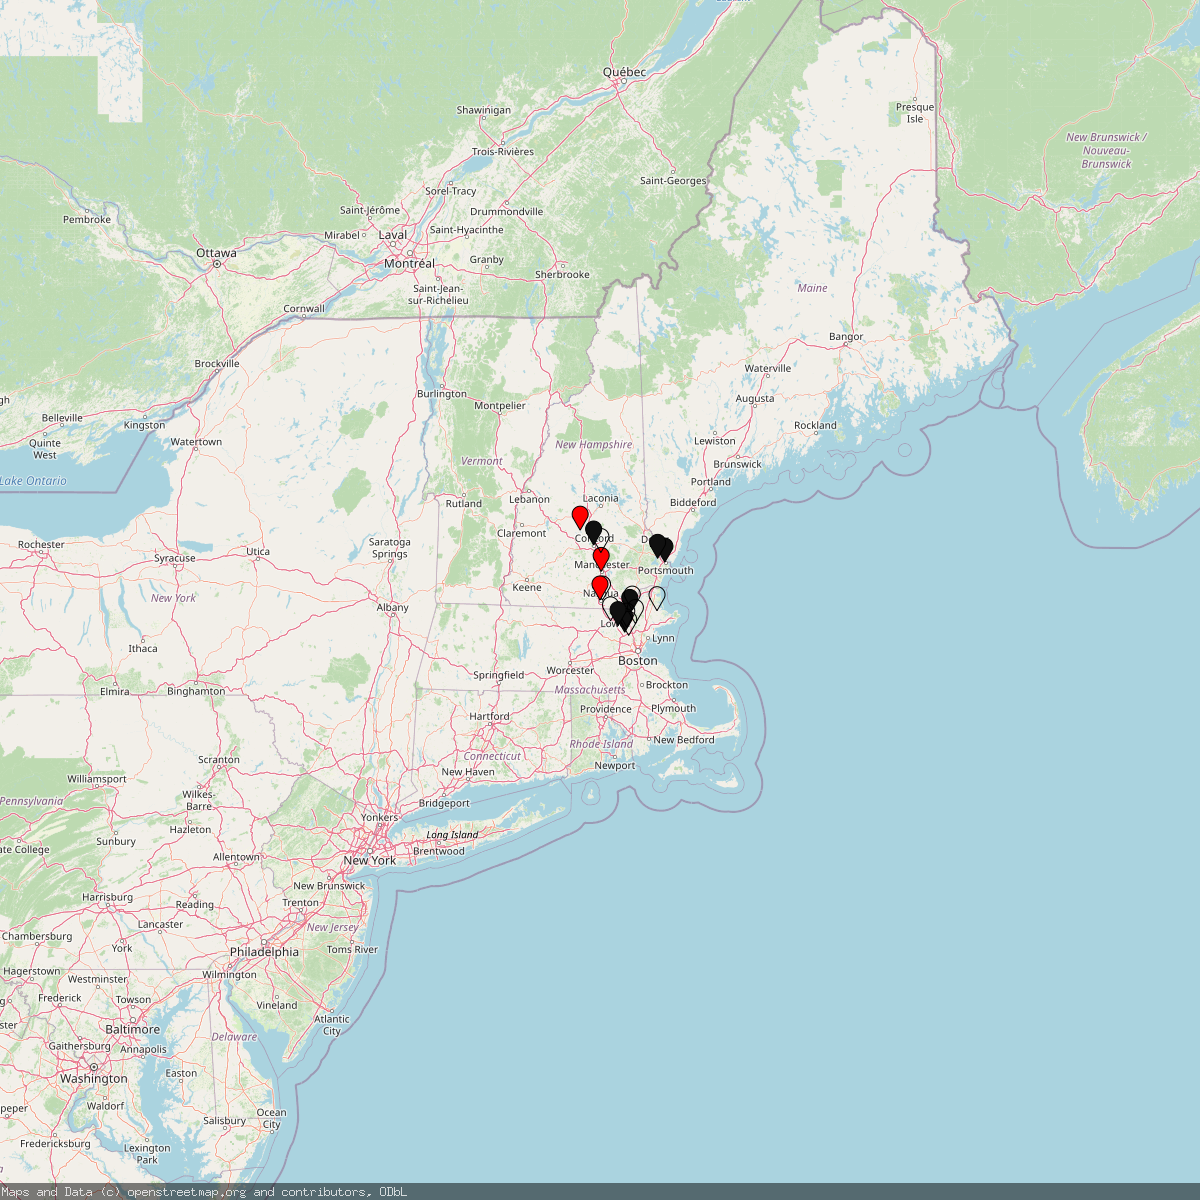 Québec
Presque
Isle
Shawinigan
New Brunswick /
Nouveau-
Brunswick
Trois-Rivières
Saint-Georges
Sorel-Tracy
Saint-Jérôme
Drummondville
Pembroke
Mirabel
Laval
Saint-Hyacinthe
Ottawa
Montréal
Granby
Sherbrooke
Saint-Jean-
sur-Richelieu
Maine
Cornwall
Bangor
Brockville
Waterville
Burlington
Augusta
Montpelier
Belleville
Kingston
Rockland
Quinte
West
Watertown
New Hampshire
Lewiston
Brunswick
Vermont
Lake Ontario
Portland
Lebanon
Laconia
Rutland
Biddeford
Claremont
Rochester
Saratoga
Springs
Utica
Syracuse
Portsmouth
Keene
New York
Albany
Lynn
Ithaca
Boston
Worcester
Springfield
Elmira
Binghamton
Brockton
Massachusetts
Providence
Plymouth
Hartford
Rhode Island
New Bedford
Connecticut
Scranton
Newport
New Haven
Williamsport
Wilkes-
Barre
Pennsylvania
Bridgeport
Yonkers
Hazleton
Long Island
Sunbury
ate College
Brentwood
Allentown
New York
New Brunswick
Harrisburg
Reading
Trenton
Lancaster
New Jersey
Chambersburg
York
Philadelphia
Toms River
Hagerstown
Wilmington
Westminster
Frederick
Towson
Vineland
Atlantic
City
Baltimore
Delaware
Gaithersburg
Annapolis
Easton
Washington
Waldorf
Ocean
City
Salisbury
Fredericksburg
Lexington
Park
Maps and Data (c) openstreetmap.org and contributors, ODbL